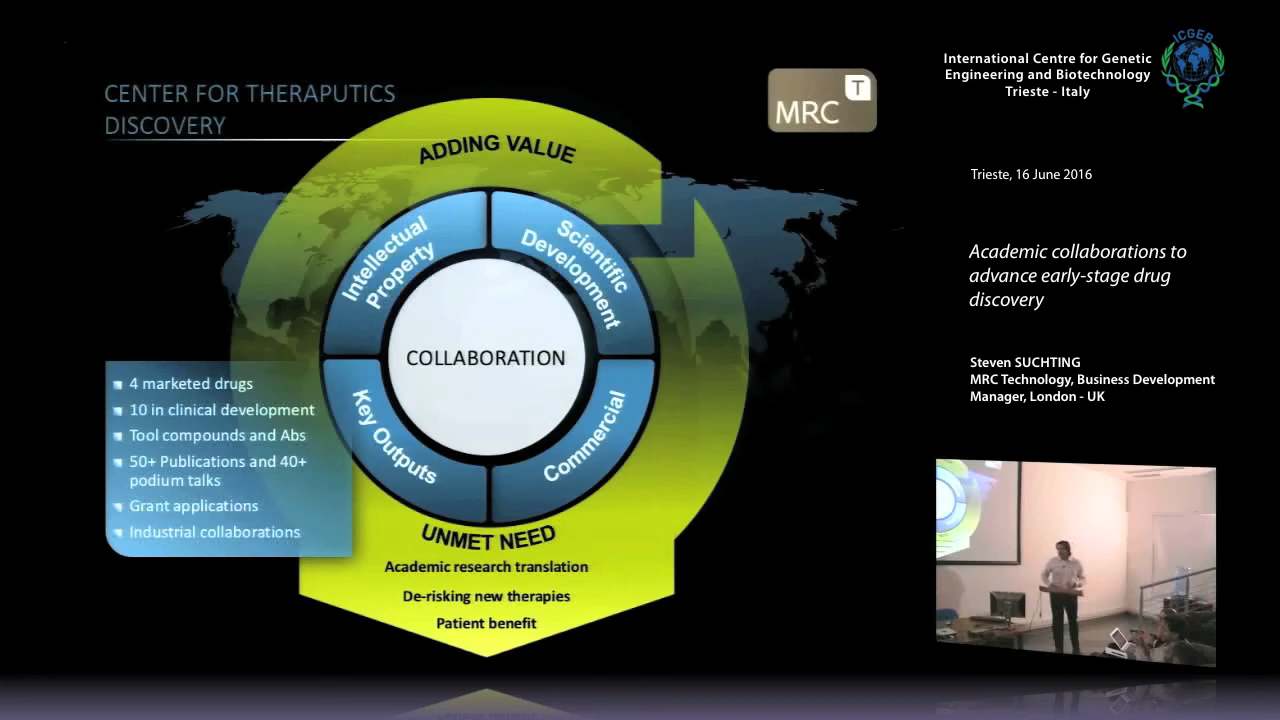 CENTER FOR THERAPUTICS
DISCOVERY
MRC T
ADDING VALUE
Intellectual
Property
Scientific
Development
COLLABORATION
Key Outputs
Commercial
4 marketed drugs
10 in clinical development
Tool compounds and Abs
50+ Publications and 40+
podium talks
Grant applications
Industrial collaborations
UNMET NEED
Academic research translation
De-risking new therapies
Patient benefit
International Centre for Genetic
Engineering and Biotechnology
Trieste - Italy
ICGEB
Trieste, 16 June 2016
Academic collaborations to
advance early-stage drug
discovery
Steven SUCHTING
MRC Technology, Business Development
Manager, London - UK